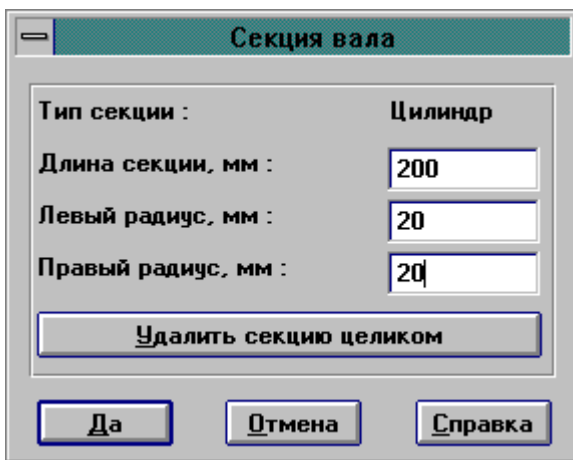 Секция вала
Тип секции : Цилиндр
Длина секции, мм : 200
Левый радиус, мм : 20
Правый радиус, мм : 20
Удалить секцию целиком
Да Отмена Справка